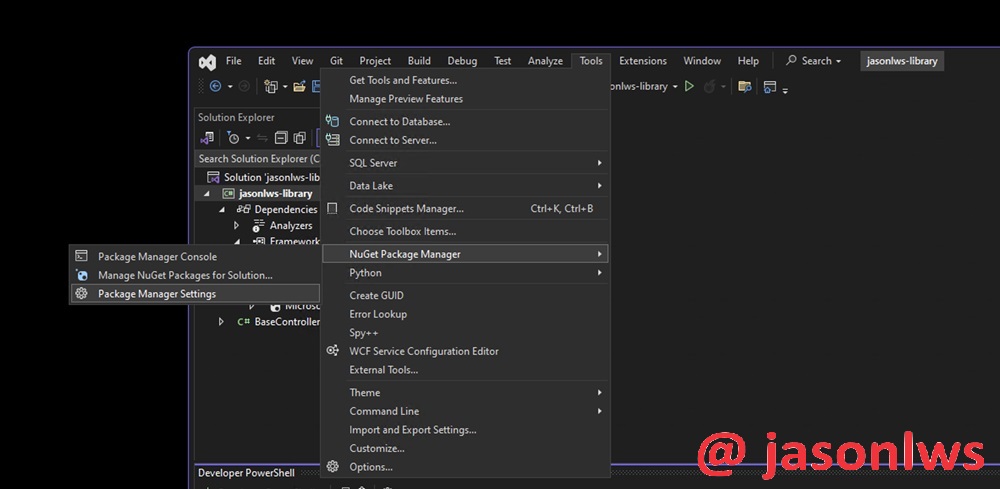 File Edit View Git Project Build Debug Test Analyze Tools Extensions Window Help Search jasonlws-library
Get Tools and Features...
onlws-library
Manage Preview Features
Solution Explorer
Connect to Database...
Connect to Server...
Search Solution Explorer (C
SQL Server
Solution 'jasonlws-lib
Data Lake
jasonlws-library
Code Snippets Manager... Ctrl+K, Ctrl+B
Dependencies
Analyzers
Choose Toolbox Items...
Framework
NuGet Package Manager
Package Manager Console
Python
Manage NuGet Packages for Solution...
Package Manager Settings
Create GUID
Microso
Error Lookup
BaseController
Spy++
WCF Service Configuration Editor
External Tools...
Theme
Command Line
Import and Export Settings...
Customize...
Options...
@ jasonlws
Developer PowerShell